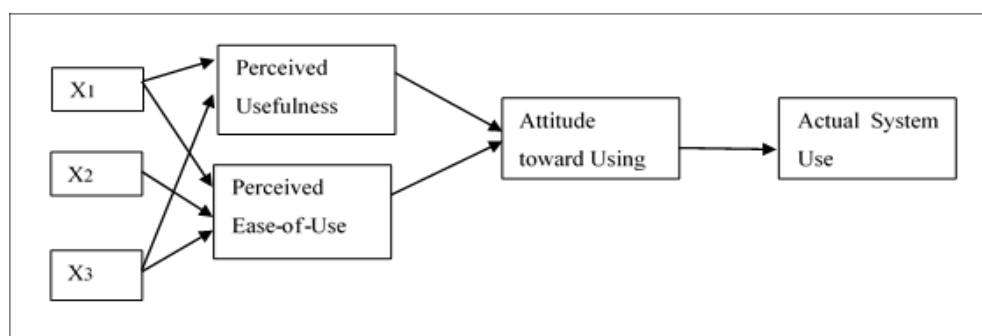 X1
X2
X3
Perceived
Usefulness
Perceived
Ease-of-Use
Attitude
toward Using
Actual System
Use